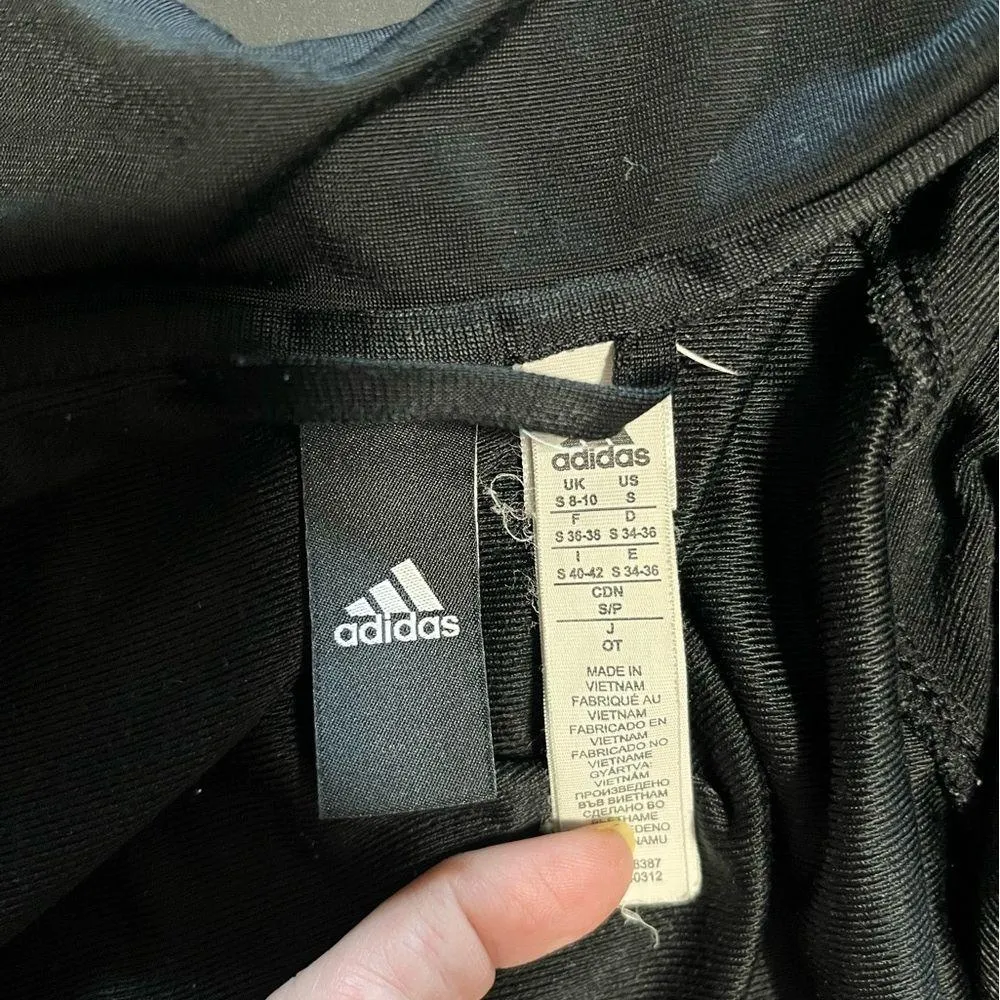 adidas
adidas
UK US
S 8-10 S
F D
S 36-38 S 34-36
I E
S 40-42 S 34-36
CDN
S/P
J
OT
MADE IN
VIETNAM
FABRIQUÉ AU
VIETNAM
FABRICADO EN
VIETNAM
FABRICADO NO
VIETNAME
GYÁRTVA:
VIETNÁM
ПРОИЗВЕДЕНО
ВЪВ ВИЕТНАМ
СДЕЛАНО ВО